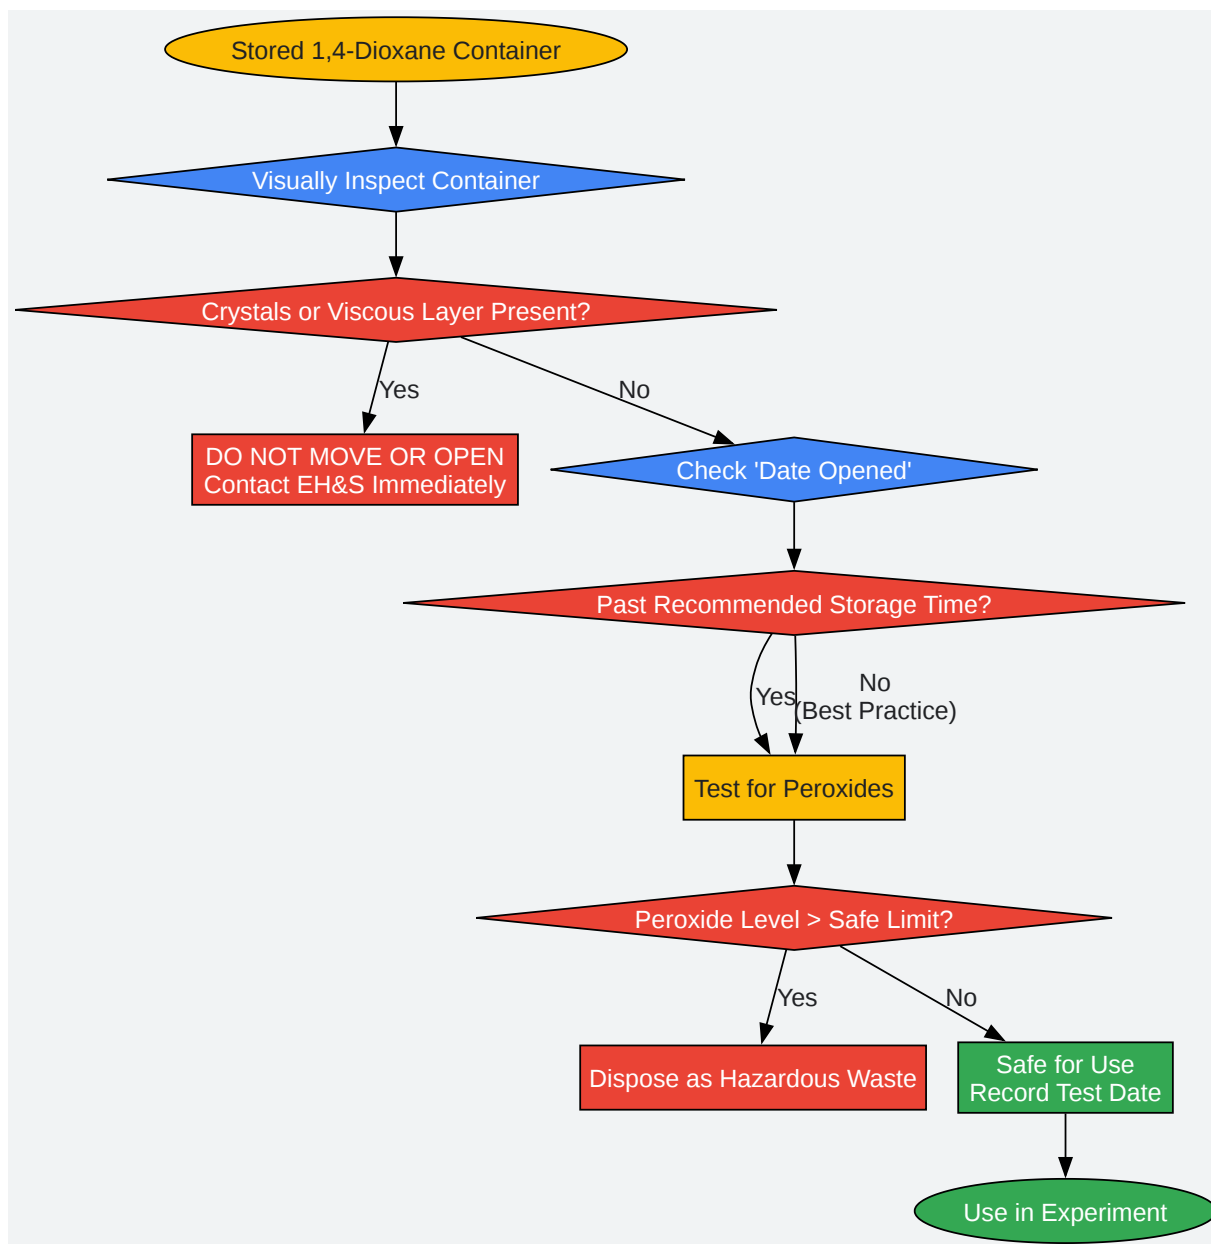 Stored 1,4-Dioxane Container
Visually Inspect Container
Crystals or Viscous Layer Present?
Yes
No
DO NOT MOVE OR OPEN
Contact EH&S Immediately
Check 'Date Opened'
Past Recommended Storage Time?
Yes
No
(Best Practice)
Test for Peroxides
Peroxide Level > Safe Limit?
Yes
No
Dispose as Hazardous Waste
Safe for Use
Record Test Date
Use in Experiment